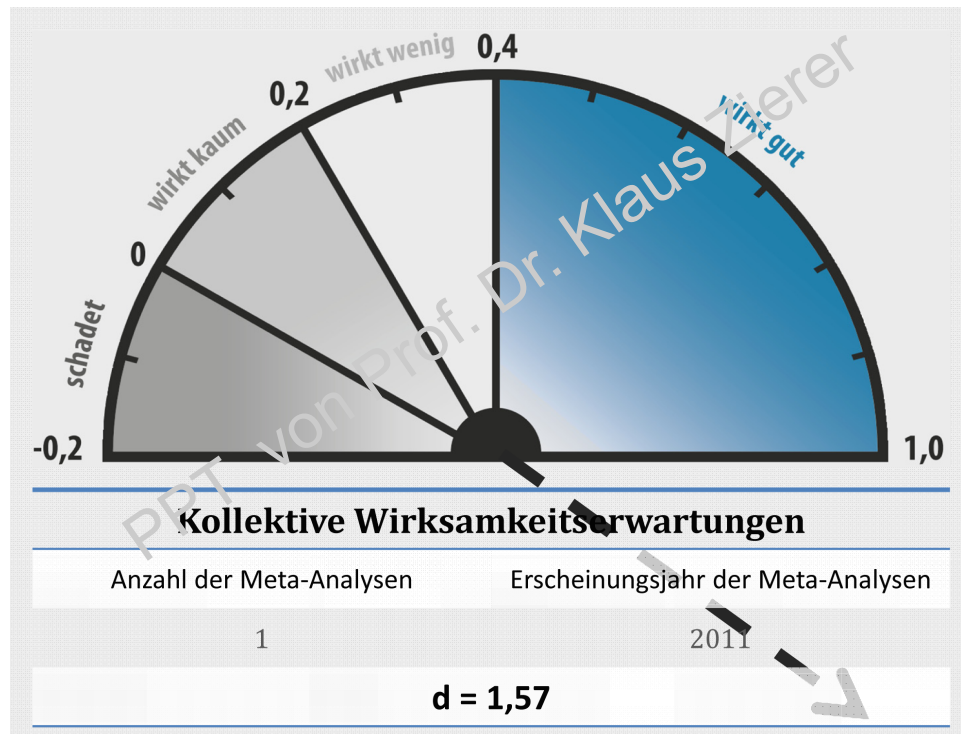 wirkt wenig
0,4
0,2
wirkt gut
wirkt kaum
0
schadet
-0,2
1,0
PPT von Prof. Dr. Klaus Zierer
Kollektive Wirksamkeitserwartungen
Anzahl der Meta-Analysen Erscheinungsjahr der Meta-Analysen
1 2011
d = 1,57